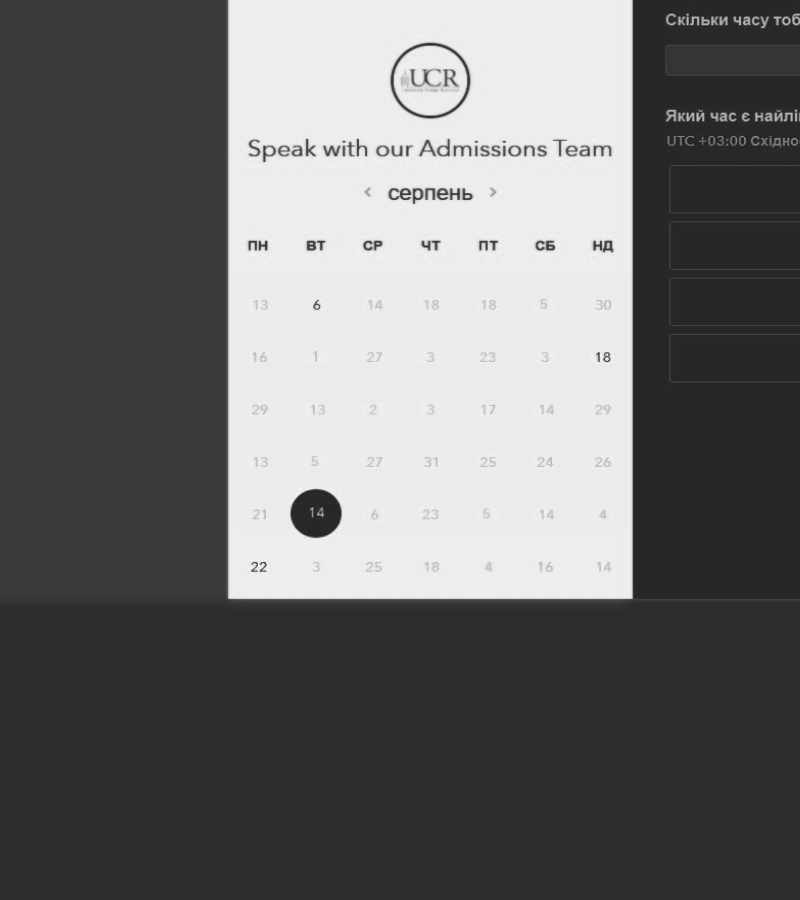 UCR
Speak with our Admissions Team
< серпень >
ПН ВТ СР ЧТ ПТ СБ НД
13 6 14 18 18 5 30
16 1 27 3 23 3 18
29 13 2 3 17 14 29
13 5 27 31 25 24 26
21 14 6 23 5 14 4
22 3 25 18 4 16 14
Скільки часу тоб
Який час є найлі
UTC +03:00 Східно